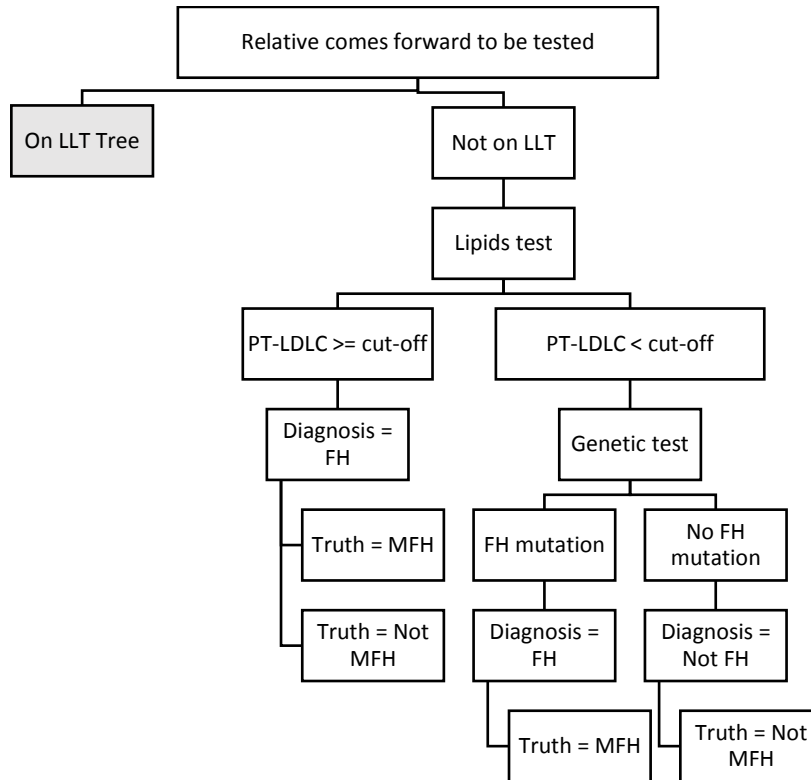 Relative comes forward to be tested
On LLT Tree
Not on LLT
Lipids test
PT-LDLC >= cut-off
PT-LDLC < cut-off
Diagnosis =
FH
Genetic test
Truth = MFH
FH mutation
No FH
mutation
Truth = Not
MFH
Diagnosis =
FH
Diagnosis =
Not FH
Truth = MFH
Truth = Not
MFH